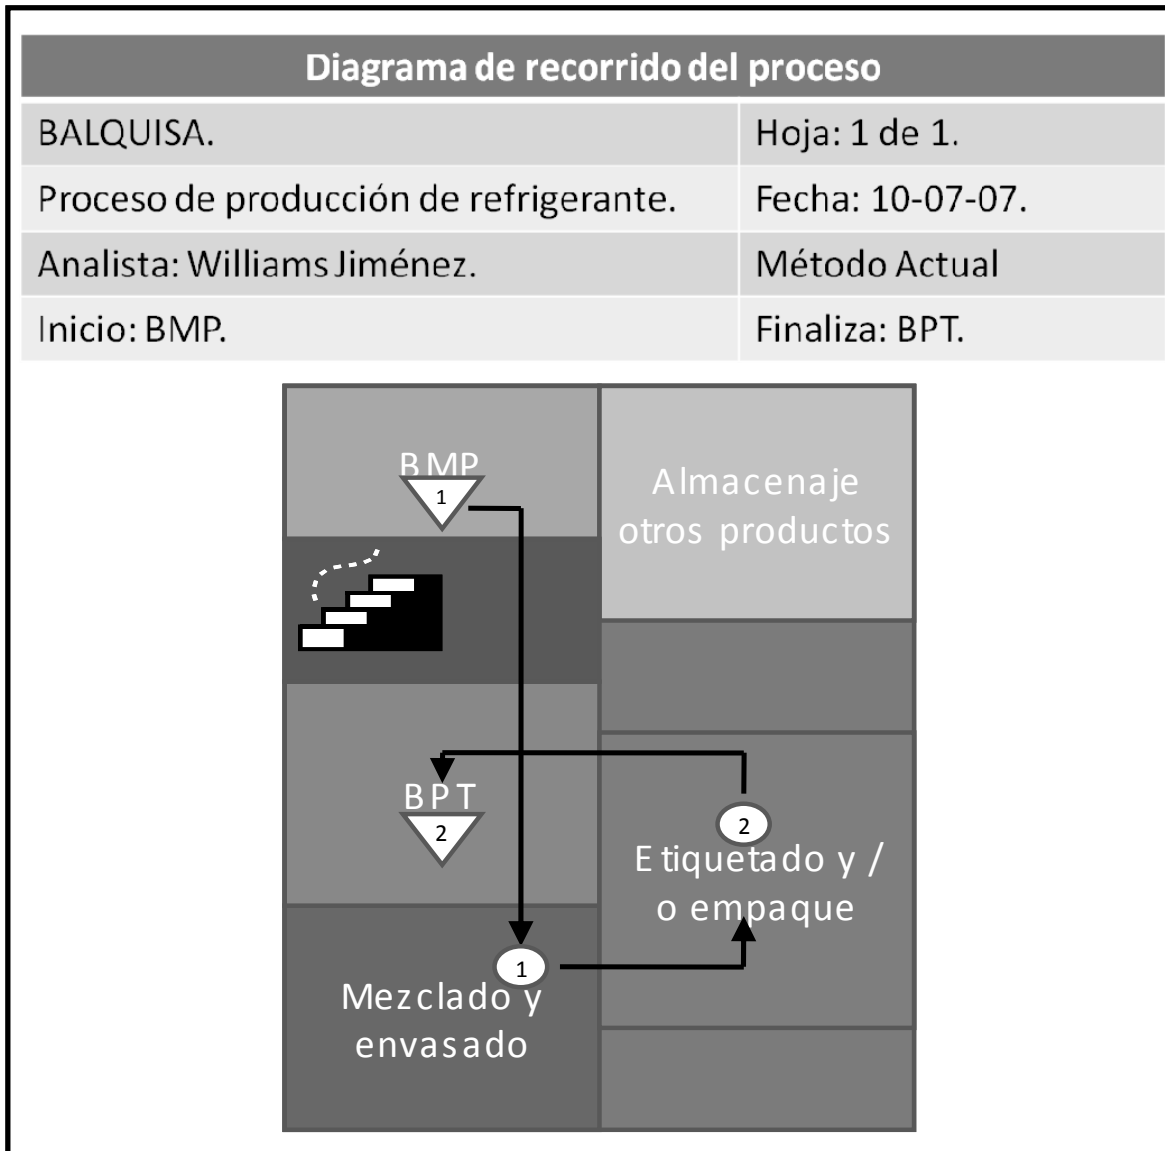 Diagrama de recorrido del proceso
BALQUISA.
Hoja: 1 de 1.
Proceso de producción de refrigerante.
Fecha: 10-07-07.
Analista: Williams Jiménez.
Método Actual
Inicio: BMP.
Finaliza: BPT.
BMP
1
Almacenaje
otros productos
BPT
2
2
Etiquetado y /
o empaque
1
Mezclado y
envasado